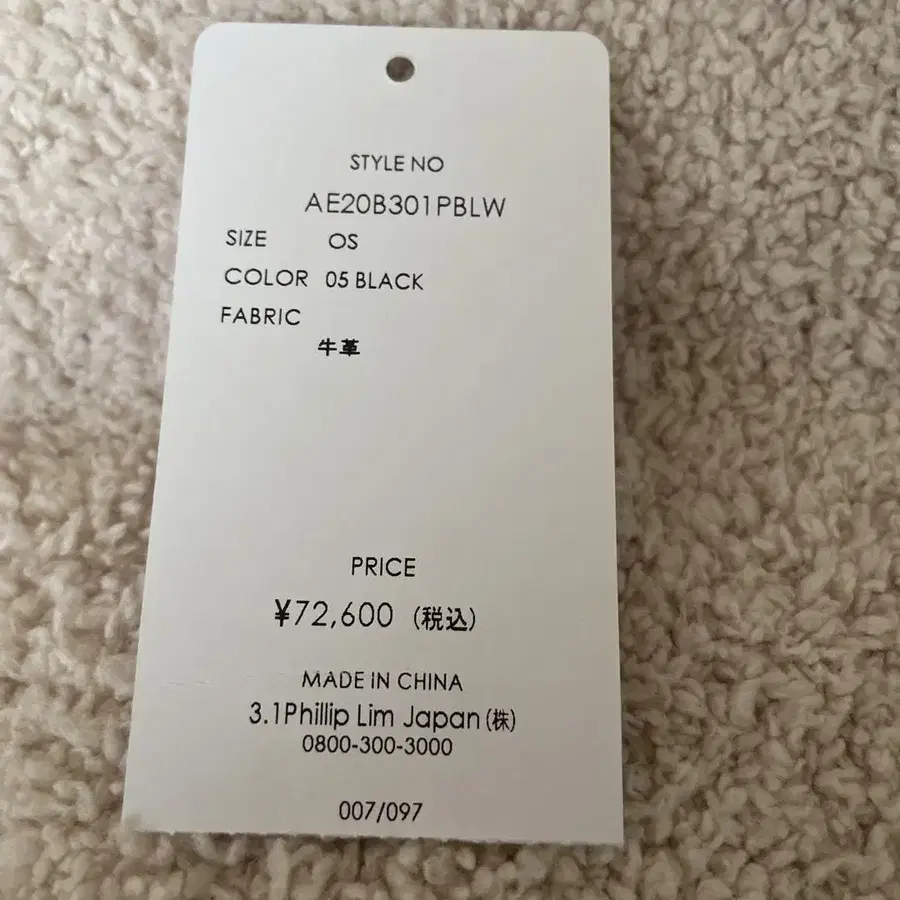 STYLE NO
AE20B301PBLW
SIZE OS
COLOR 05 BLACK
FABRIC
牛革
PRICE
¥72,600 (税込)
MADE IN CHINA
3.1Phillip Lim Japan(株)
0800-300-3000
007/097